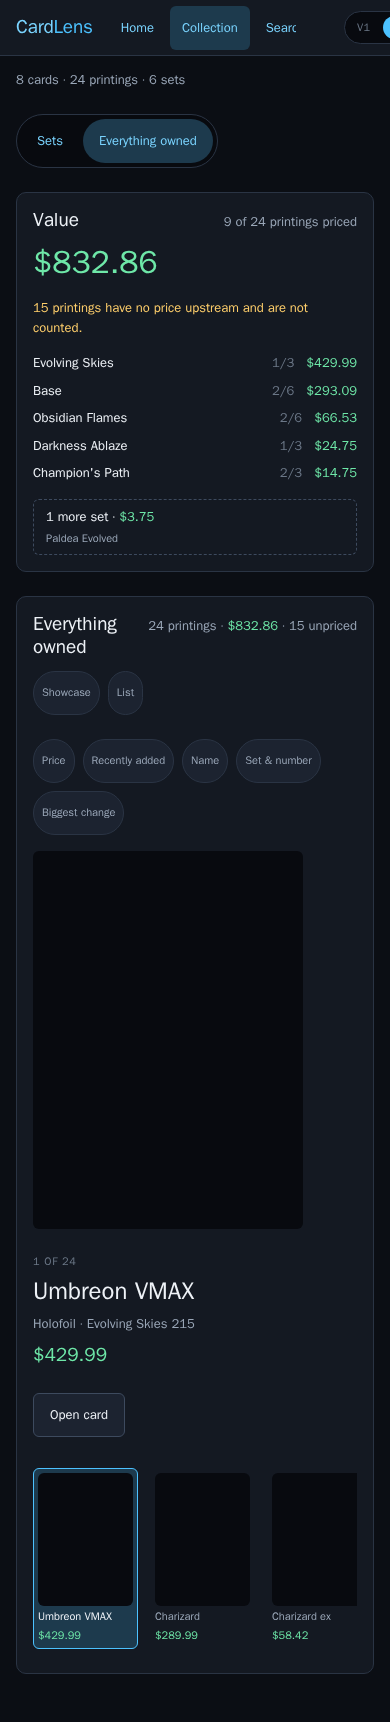 CardLens Home Collection Searc V1
8 cards · 24 printings · 6 sets
Sets Everything owned
Value 9 of 24 printings priced
$832.86
15 printings have no price upstream and are not
counted.
Evolving Skies 1/3 $429.99
Base 2/6 $293.09
Obsidian Flames 2/6 $66.53
Darkness Ablaze 1/3 $24.75
Champion's Path 2/3 $14.75
1 more set · $3.75
Paldea Evolved
Everything 24 printings · $832.86 · 15 unpriced
owned
Showcase List
Price Recently added Name Set & number
Biggest change
1 OF 24
Umbreon VMAX
Holofoil · Evolving Skies 215
$429.99
Open card
Umbreon VMAX Charizard Charizard ex
$429.99 $289.99 $58.42